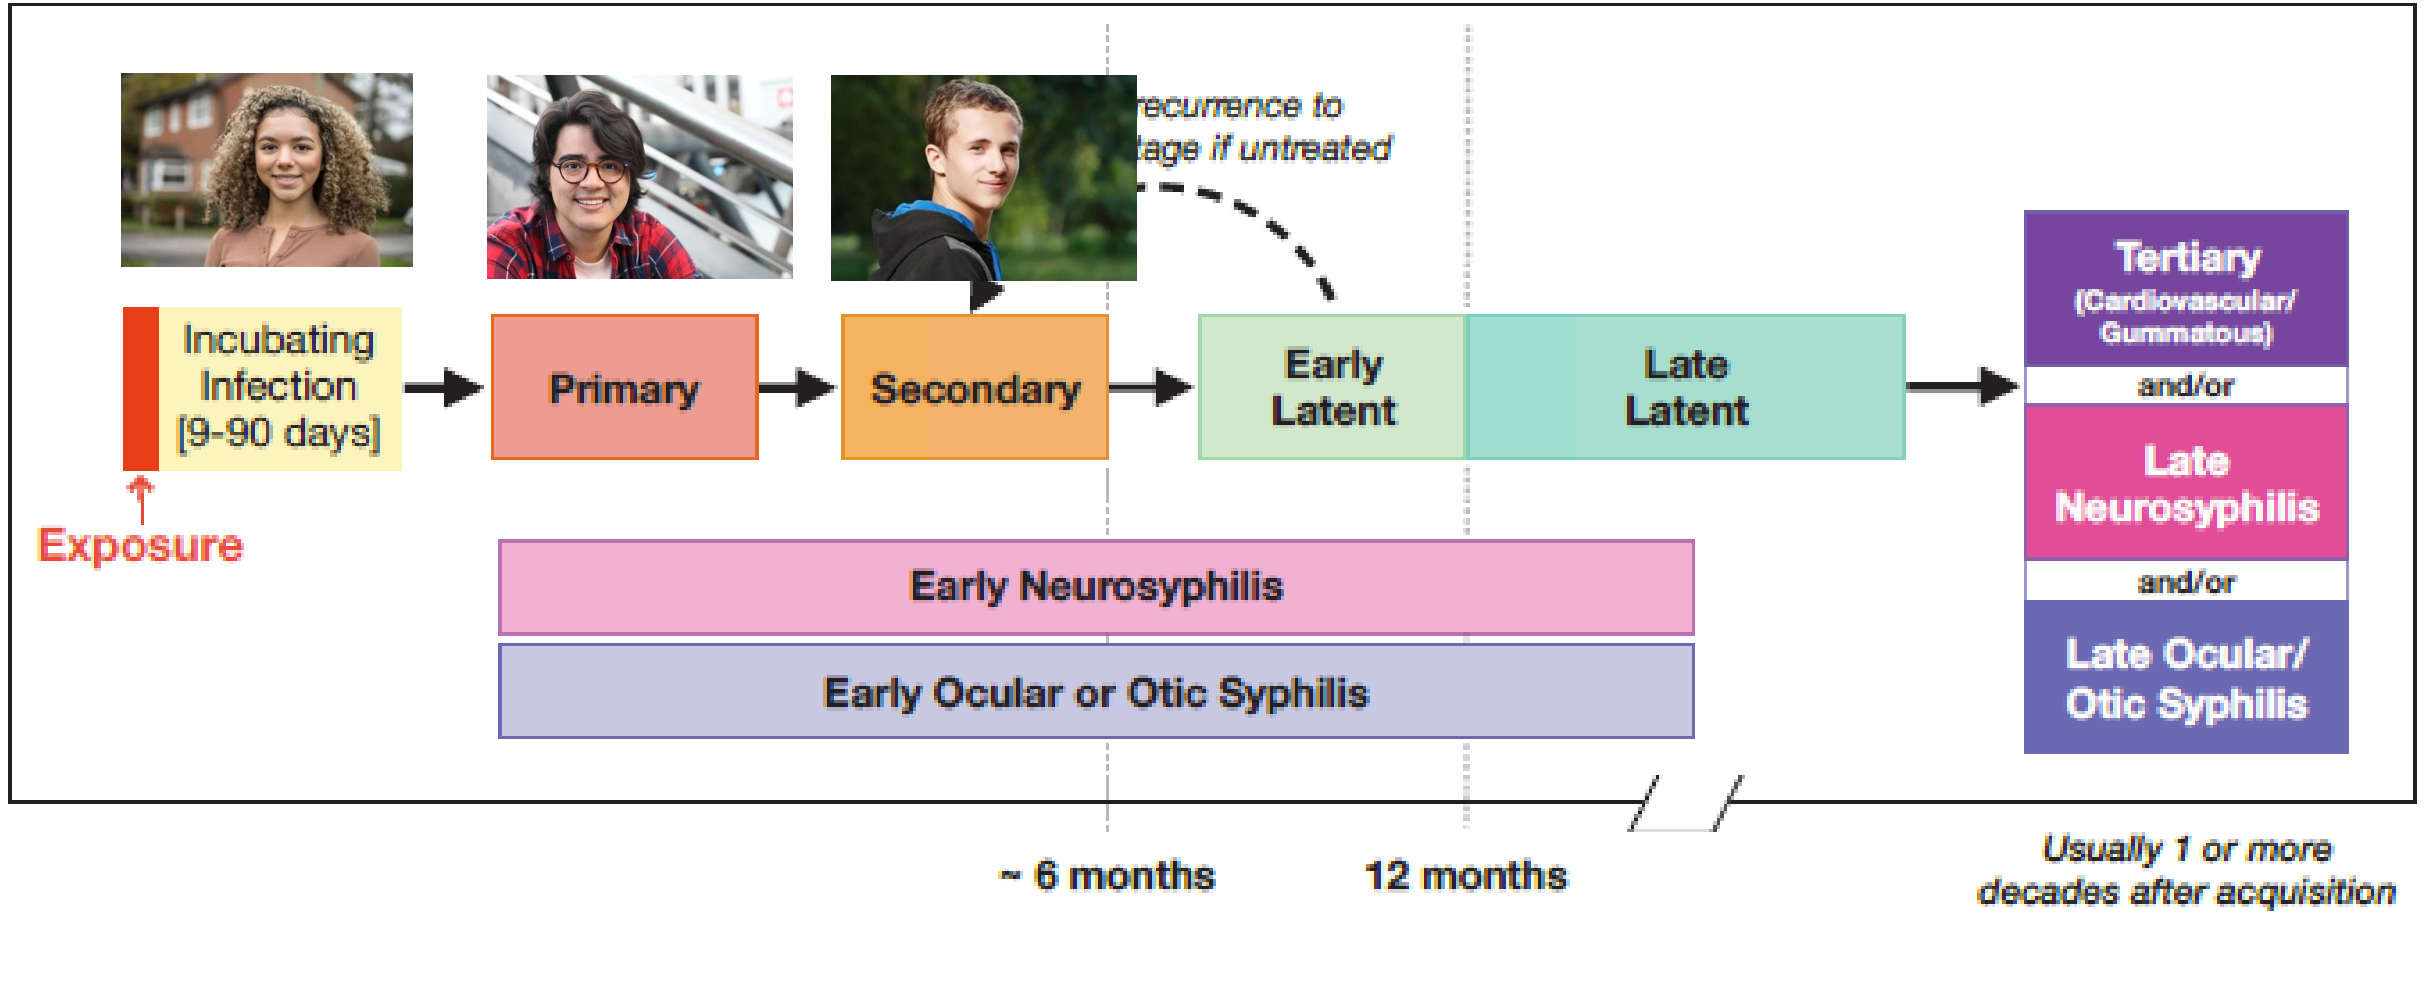 recurrence to
tage if untreated
Incubating
Infection
[9-90 days]
Exposure
Primary
Secondary
Early
Latent
Late
Latent
Tertiary
(Cardiovascular/
Gummatous)
and/or
Late
Neurosyphilis
and/or
Late Ocular/
Otic Syphilis
Early Neurosyphilis
Early Ocular or Otic Syphilis
~ 6 months
12 months
Usually 1 or more
decades after acquisition